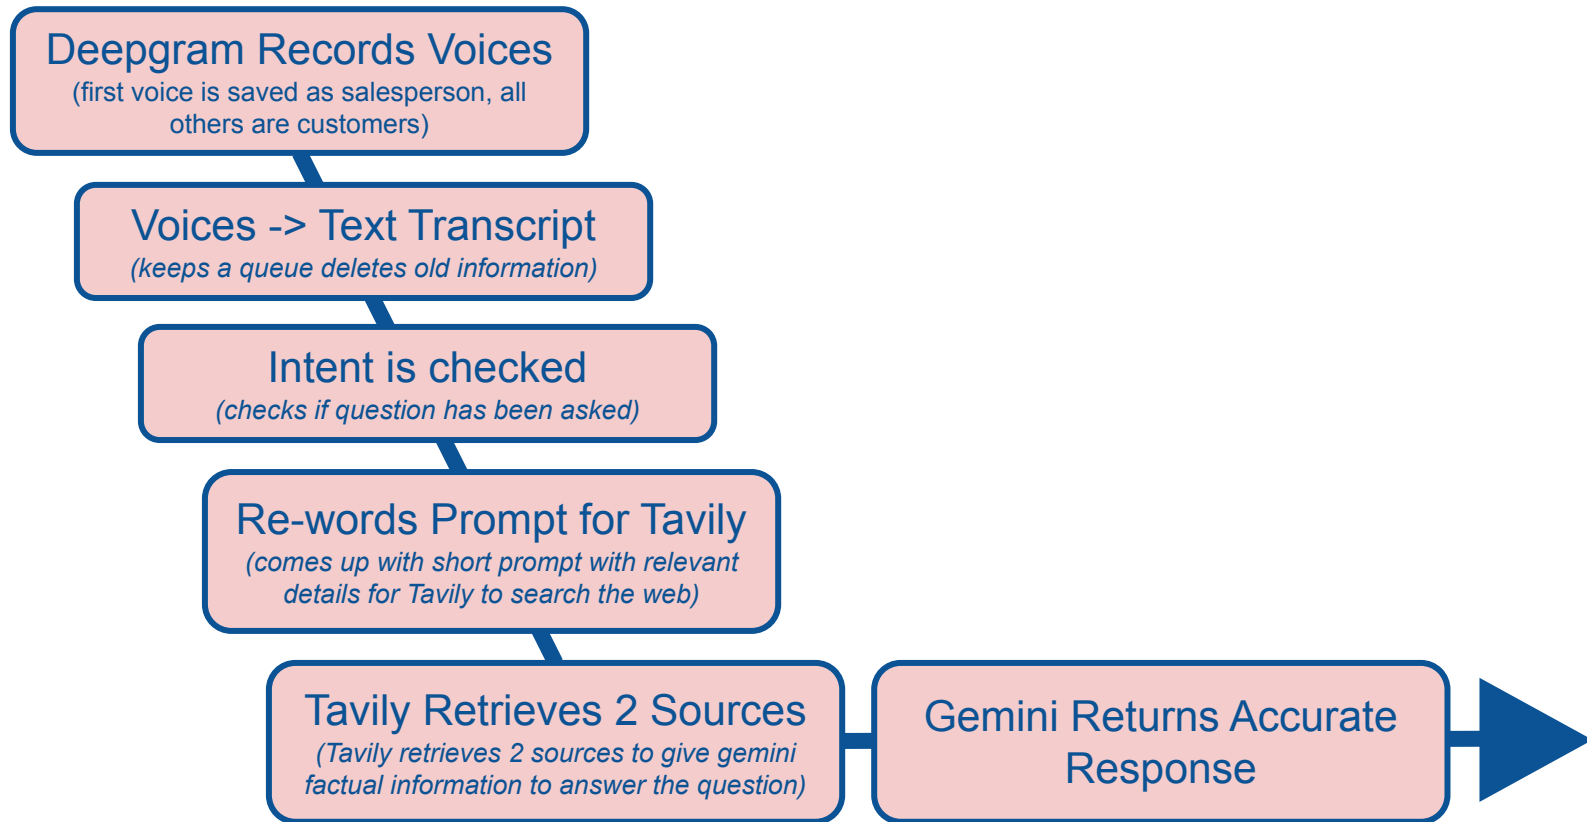 Deepgram Records Voices
(first voice is saved as salesperson, all
others are customers)
Voices -> Text Transcript
(keeps a queue deletes old information)
Intent is checked
(checks if question has been asked)
Re-words Prompt for Tavily
(comes up with short prompt with relevant
details for Tavily to search the web)
Tavily Retrieves 2 Sources
(Tavily retrieves 2 sources to give gemini
factual information to answer the question)
Gemini Returns Accurate
Response